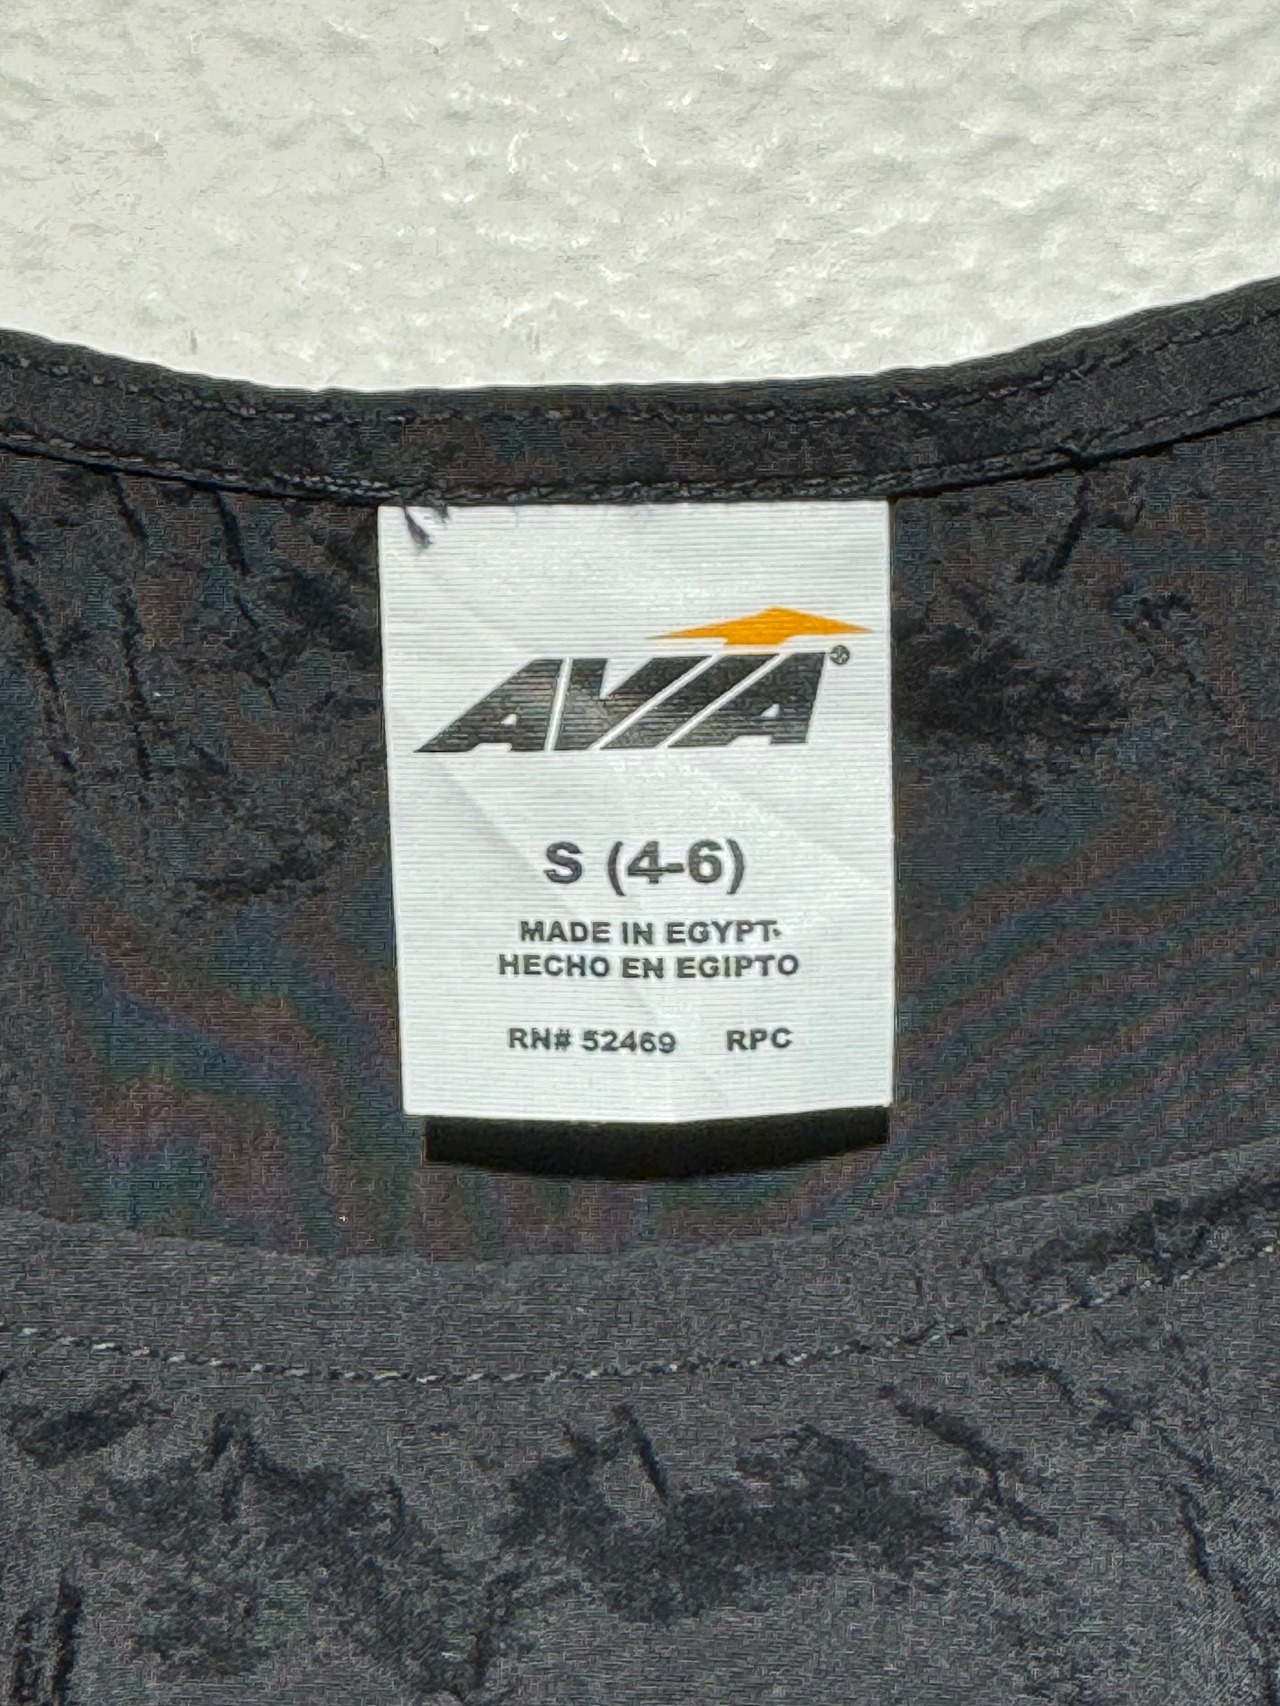 AVIA®
S (4-6)
MADE IN EGYPT
HECHO EN EGIPTO
RN# 52469 RPC